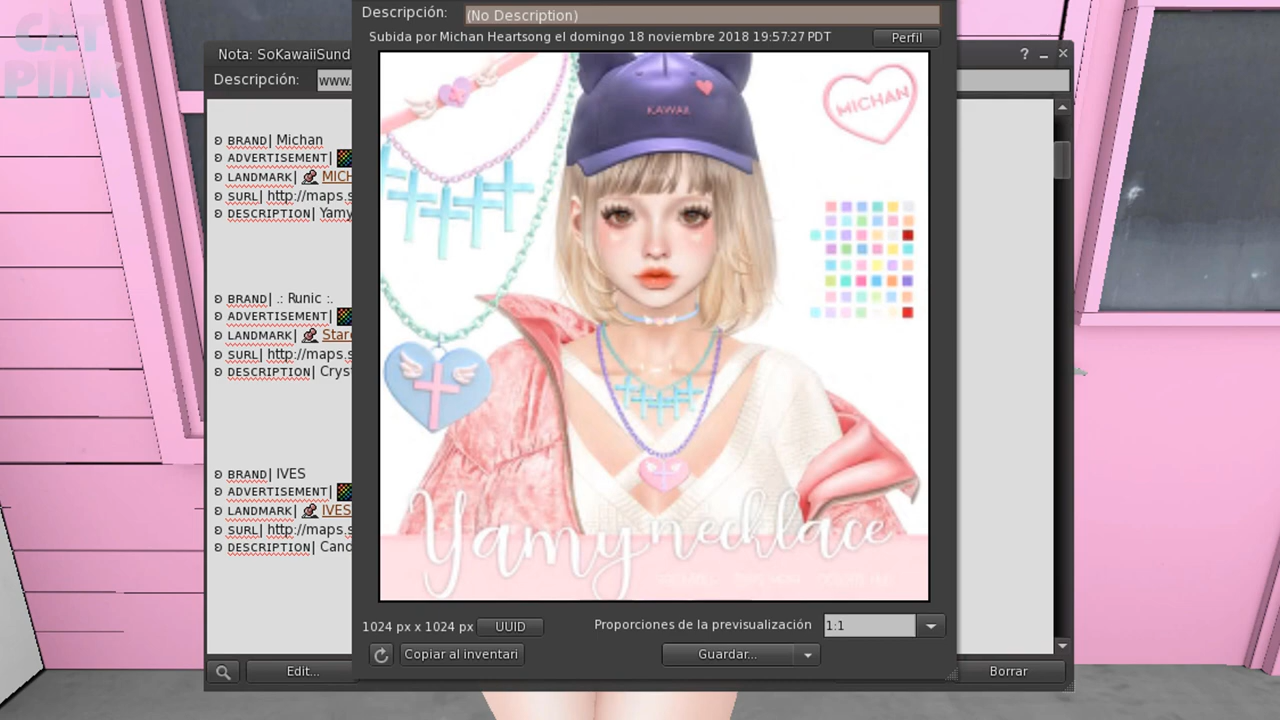 CAT
PINK
Descripción: (No Description)
Subida por Michan Heartsong el domingo 18 noviembre 2018 19:57:27 PDT
Perfil
Nota: SoKawaiiSund
? _ ×
Descripción: www.
KAWAII
MICHAN
ʚ BRAND| Michan
ʚ ADVERTISEMENT|
ʚ LANDMARK| MICH
ʚ SURL| http://maps.s
ʚ DESCRIPTION| Yamy
ʚ BRAND| .: Runic :.
ʚ ADVERTISEMENT|
ʚ LANDMARK| Star
ʚ SURL| http://maps.s
ʚ DESCRIPTION| Crys
ʚ BRAND| IVES
ʚ ADVERTISEMENT|
ʚ LANDMARK| IVES
ʚ SURL| http://maps.s
ʚ DESCRIPTION| Cand
Yamy necklace
1024 px x 1024 px
UUID
Proporciones de la previsualización
1:1
Copiar al inventari
Guardar...
Edit...
Borrar